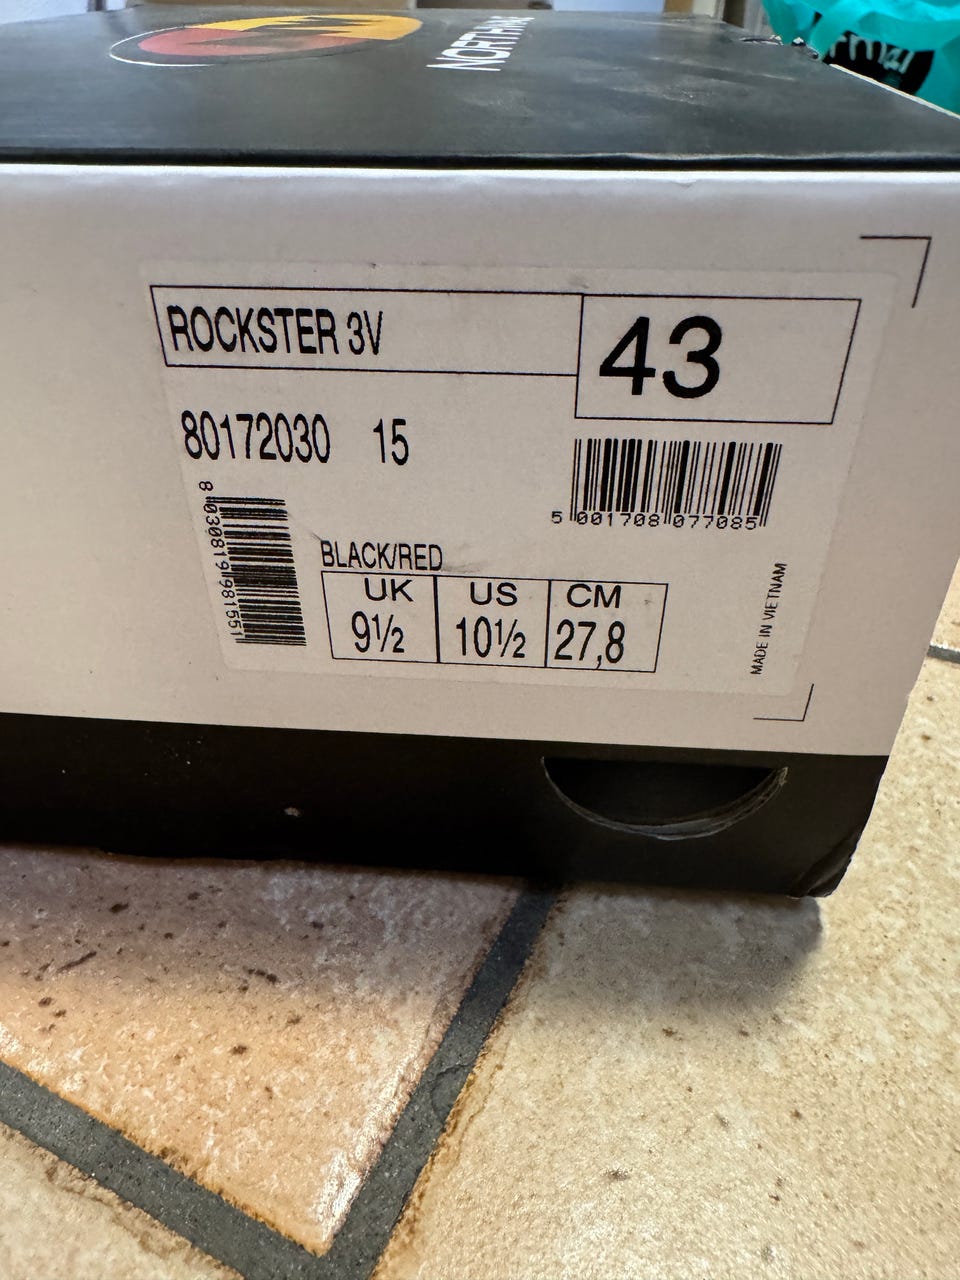 NORTHWAVE
ROCKSTER 3V
43
80172030 15
5 001708 077085
8 030819 981551
BLACK/RED
UK US CM
9½ 10½ 27,8
MADE IN VIETNAM